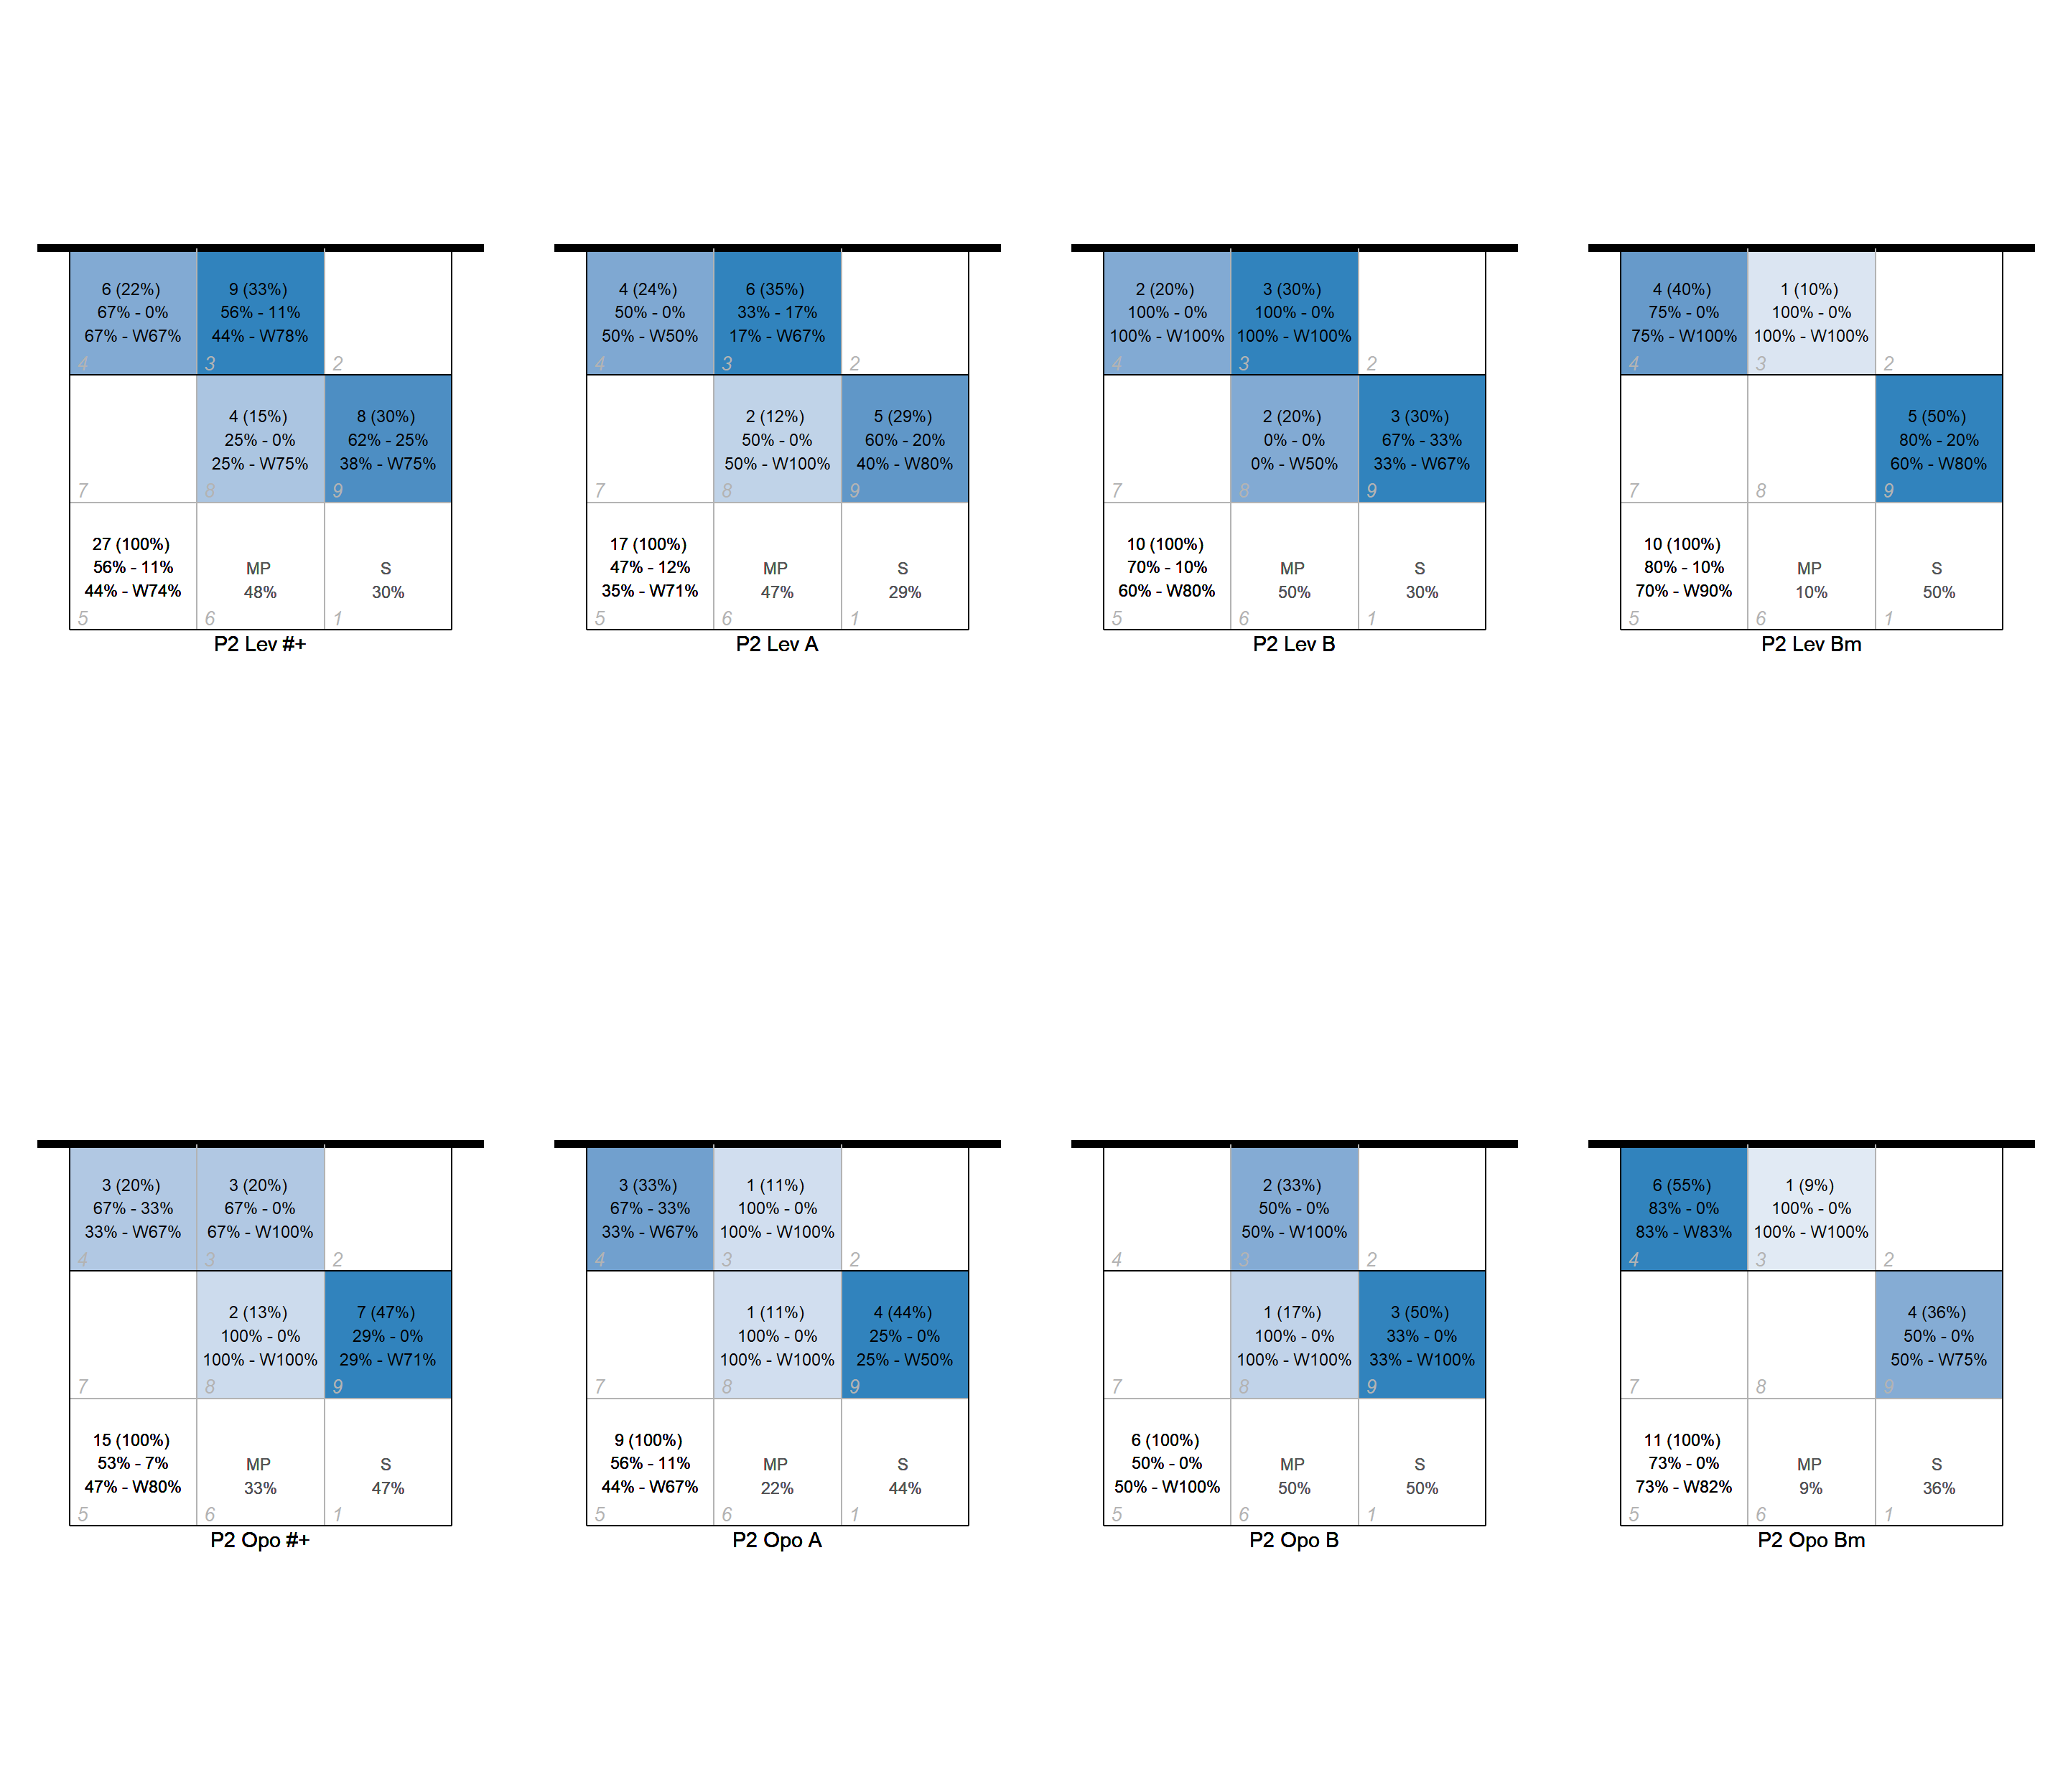 6 (22%)
67% - 0%
67% - W67%
4
9 (33%)
56% - 11%
44% - W78%
3
2
7
4 (15%)
25% - 0%
25% - W75%
8
8 (30%)
62% - 25%
38% - W75%
9
27 (100%)
56% - 11%
44% - W74%
5
MP
48%
6
S
30%
1
P2 Lev #+
4 (24%)
50% - 0%
50% - W50%
4
6 (35%)
33% - 17%
17% - W67%
3
2
7
2 (12%)
50% - 0%
50% - W100%
8
5 (29%)
60% - 20%
40% - W80%
9
17 (100%)
47% - 12%
35% - W71%
5
MP
47%
6
S
29%
1
P2 Lev A
2 (20%)
100% - 0%
100% - W100%
4
3 (30%)
100% - 0%
100% - W100%
3
2
7
2 (20%)
0% - 0%
0% - W50%
8
3 (30%)
67% - 33%
33% - W67%
9
10 (100%)
70% - 10%
60% - W80%
5
MP
50%
6
S
30%
1
P2 Lev B
4 (40%)
75% - 0%
75% - W100%
4
1 (10%)
100% - 0%
100% - W100%
3
2
7
8
5 (50%)
80% - 20%
60% - W80%
9
10 (100%)
80% - 10%
70% - W90%
5
MP
10%
6
S
50%
1
P2 Lev Bm
3 (20%)
67% - 33%
33% - W67%
4
3 (20%)
67% - 0%
67% - W100%
3
2
7
2 (13%)
100% - 0%
100% - W100%
8
7 (47%)
29% - 0%
29% - W71%
9
15 (100%)
53% - 7%
47% - W80%
5
MP
33%
6
S
47%
1
P2 Opo #+
3 (33%)
67% - 33%
33% - W67%
4
1 (11%)
100% - 0%
100% - W100%
3
2
7
1 (11%)
100% - 0%
100% - W100%
8
4 (44%)
25% - 0%
25% - W50%
9
9 (100%)
56% - 11%
44% - W67%
5
MP
22%
6
S
44%
1
P2 Opo A
4
2 (33%)
50% - 0%
50% - W100%
3
2
7
1 (17%)
100% - 0%
100% - W100%
8
3 (50%)
33% - 0%
33% - W100%
9
6 (100%)
50% - 0%
50% - W100%
5
MP
50%
6
S
50%
1
P2 Opo B
6 (55%)
83% - 0%
83% - W83%
4
1 (9%)
100% - 0%
100% - W100%
3
2
7
8
4 (36%)
50% - 0%
50% - W75%
9
11 (100%)
73% - 0%
73% - W82%
5
MP
9%
6
S
36%
1
P2 Opo Bm